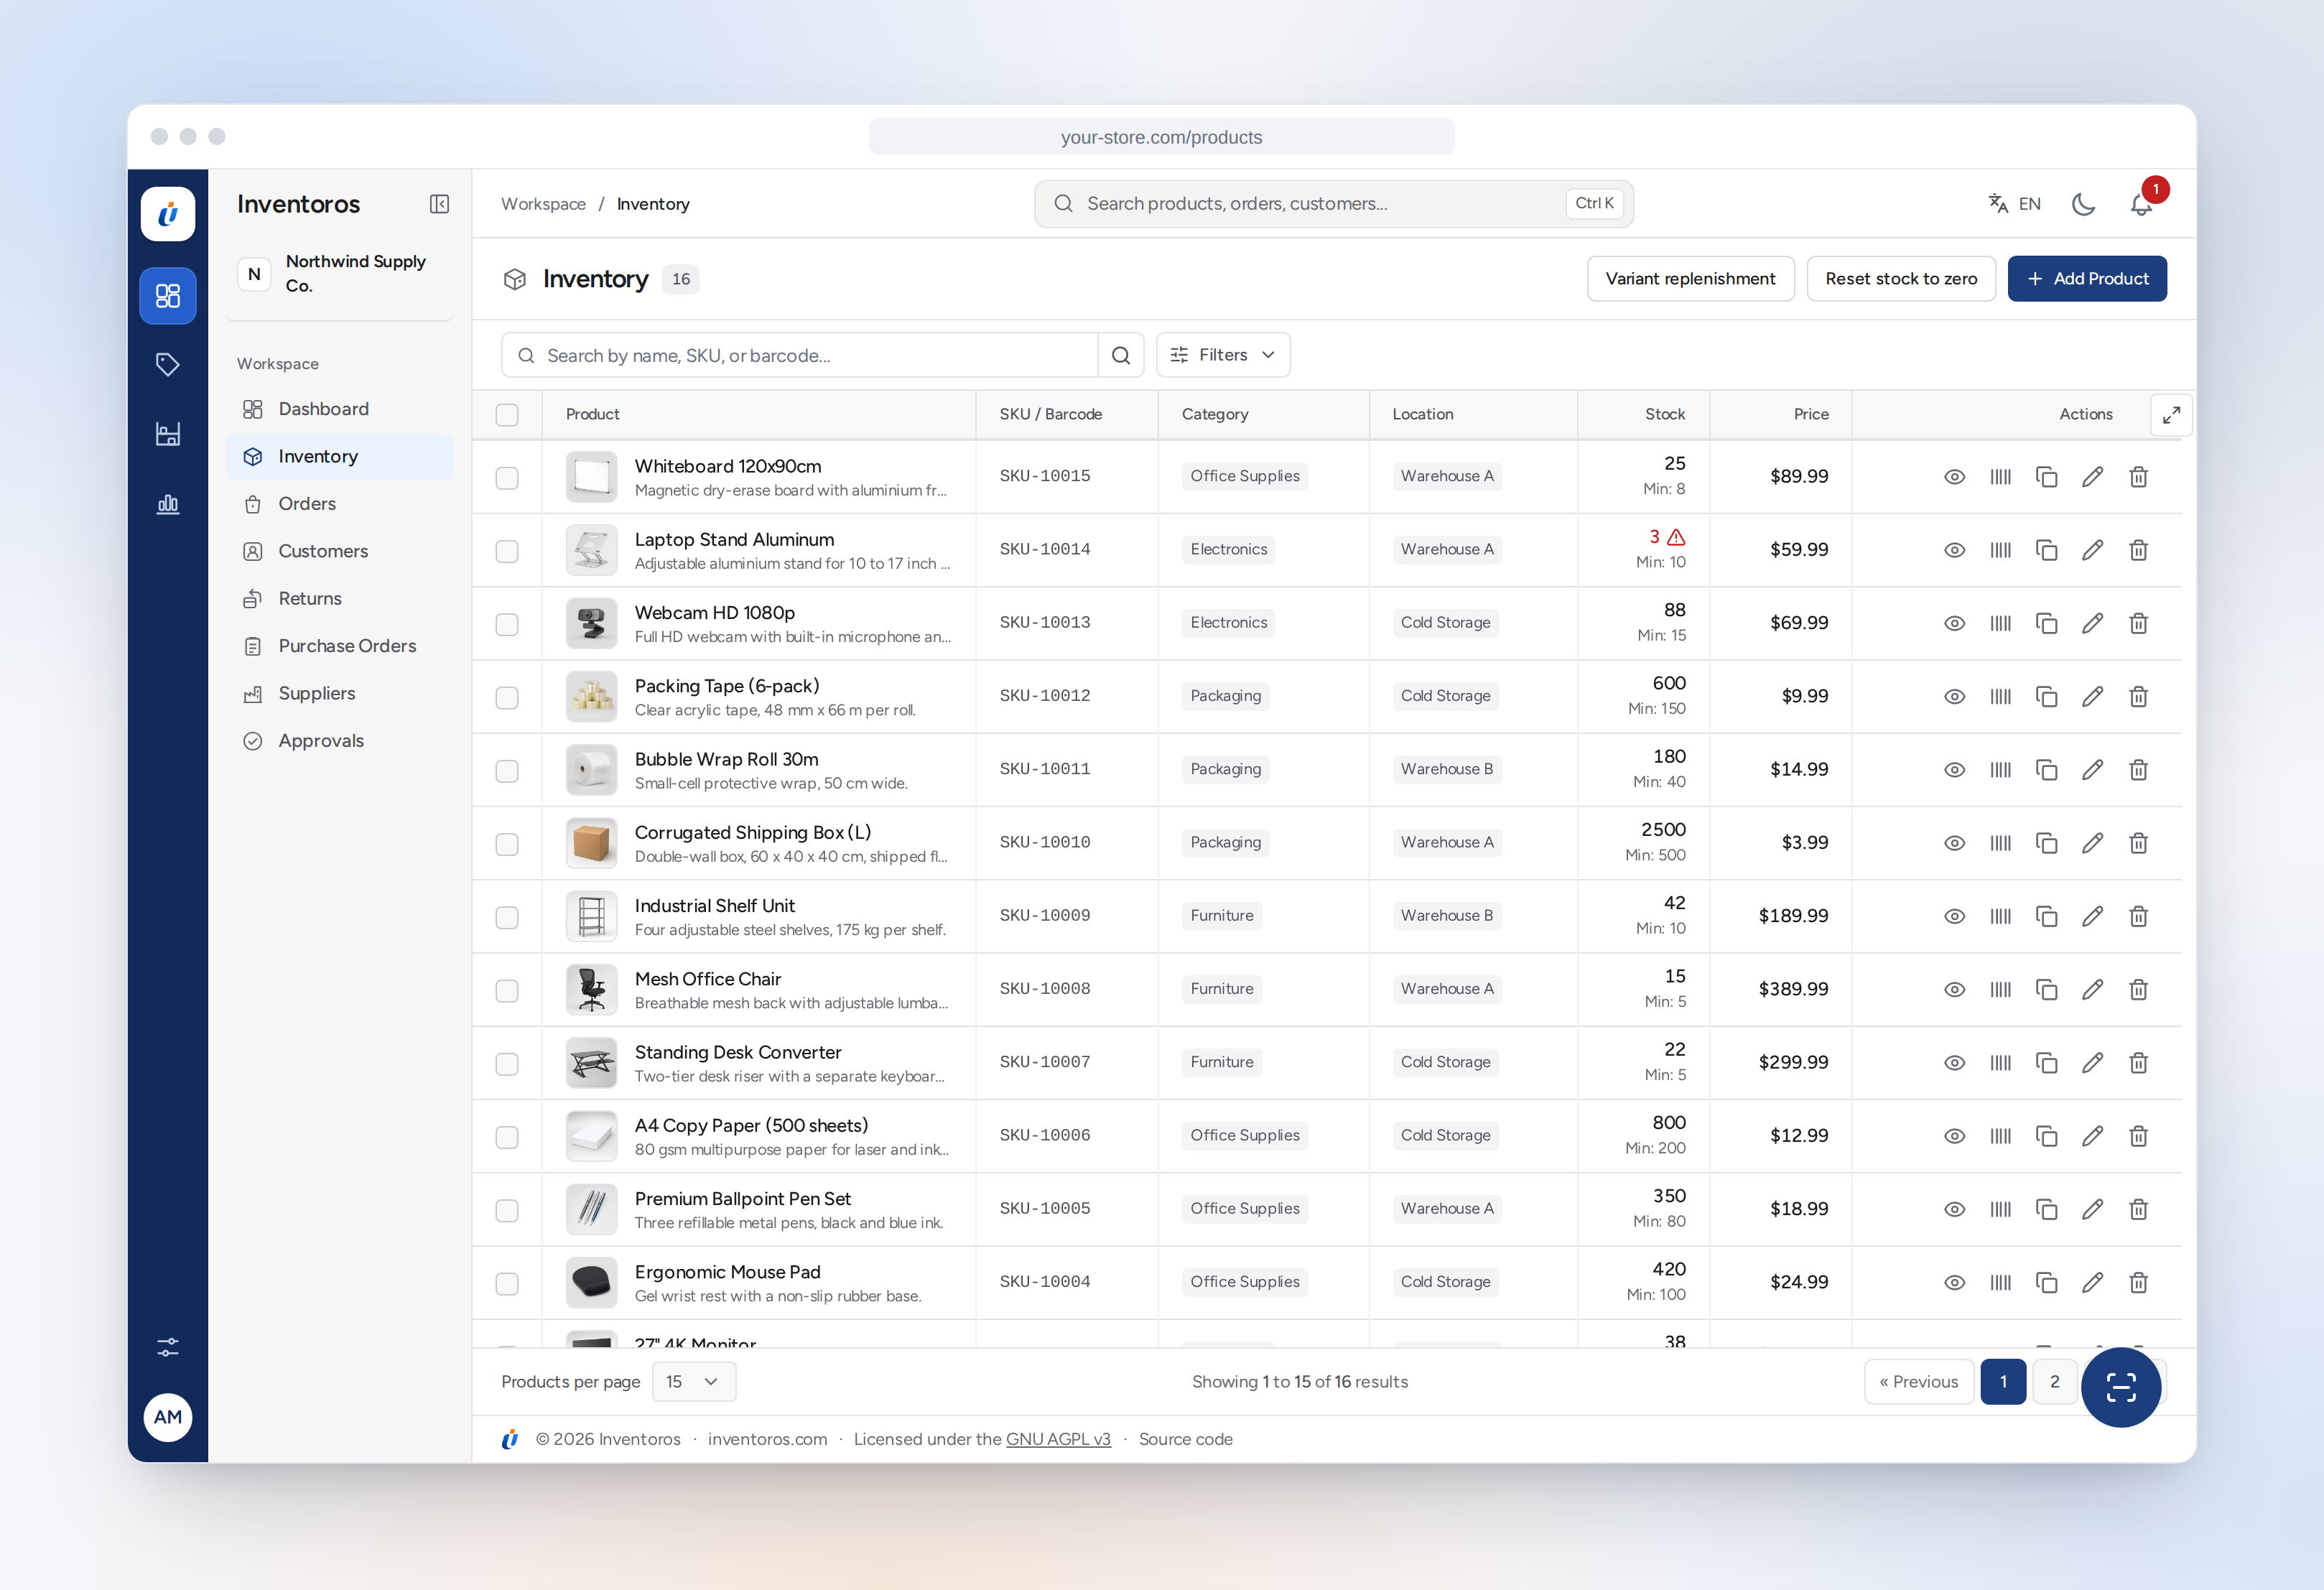 your-store.com/products
Inventoros
Workspace / Inventory
Search products, orders, customers...
Ctrl K
EN
1
N
Northwind Supply
Co.
Inventory
16
Variant replenishment
Reset stock to zero
+ Add Product
Search by name, SKU, or barcode...
Filters
Workspace
Dashboard
Inventory
Orders
Customers
Returns
Purchase Orders
Suppliers
Approvals
AM
Product SKU / Barcode Category Location Stock Price Actions
Whiteboard 120x90cm
Magnetic dry-erase board with aluminium fr...
SKU-10015 Office Supplies Warehouse A 25 $89.99
Min: 8
Laptop Stand Aluminum
Adjustable aluminium stand for 10 to 17 inch ...
SKU-10014 Electronics Warehouse A 3 $59.99
Min: 10
Webcam HD 1080p
Full HD webcam with built-in microphone an...
SKU-10013 Electronics Cold Storage 88 $69.99
Min: 15
Packing Tape (6-pack)
Clear acrylic tape, 48 mm x 66 m per roll.
SKU-10012 Packaging Cold Storage 600 $9.99
Min: 150
Bubble Wrap Roll 30m
Small-cell protective wrap, 50 cm wide.
SKU-10011 Packaging Warehouse B 180 $14.99
Min: 40
Corrugated Shipping Box (L)
Double-wall box, 60 x 40 x 40 cm, shipped fl...
SKU-10010 Packaging Warehouse A 2500 $3.99
Min: 500
Industrial Shelf Unit
Four adjustable steel shelves, 175 kg per shelf.
SKU-10009 Furniture Warehouse B 42 $189.99
Min: 10
Mesh Office Chair
Breathable mesh back with adjustable lumba...
SKU-10008 Furniture Warehouse A 15 $389.99
Min: 5
Standing Desk Converter
Two-tier desk riser with a separate keyboar...
SKU-10007 Furniture Cold Storage 22 $299.99
Min: 5
A4 Copy Paper (500 sheets)
80 gsm multipurpose paper for laser and ink...
SKU-10006 Office Supplies Cold Storage 800 $12.99
Min: 200
Premium Ballpoint Pen Set
Three refillable metal pens, black and blue ink.
SKU-10005 Office Supplies Warehouse A 350 $18.99
Min: 80
Ergonomic Mouse Pad
Gel wrist rest with a non-slip rubber base.
SKU-10004 Office Supplies Cold Storage 420 $24.99
Min: 100
27" 4K Monitor 38
Products per page 15
Showing 1 to 15 of 16 results
« Previous 1 2
© 2026 Inventoros · inventoros.com · Licensed under the GNU AGPL v3 · Source code